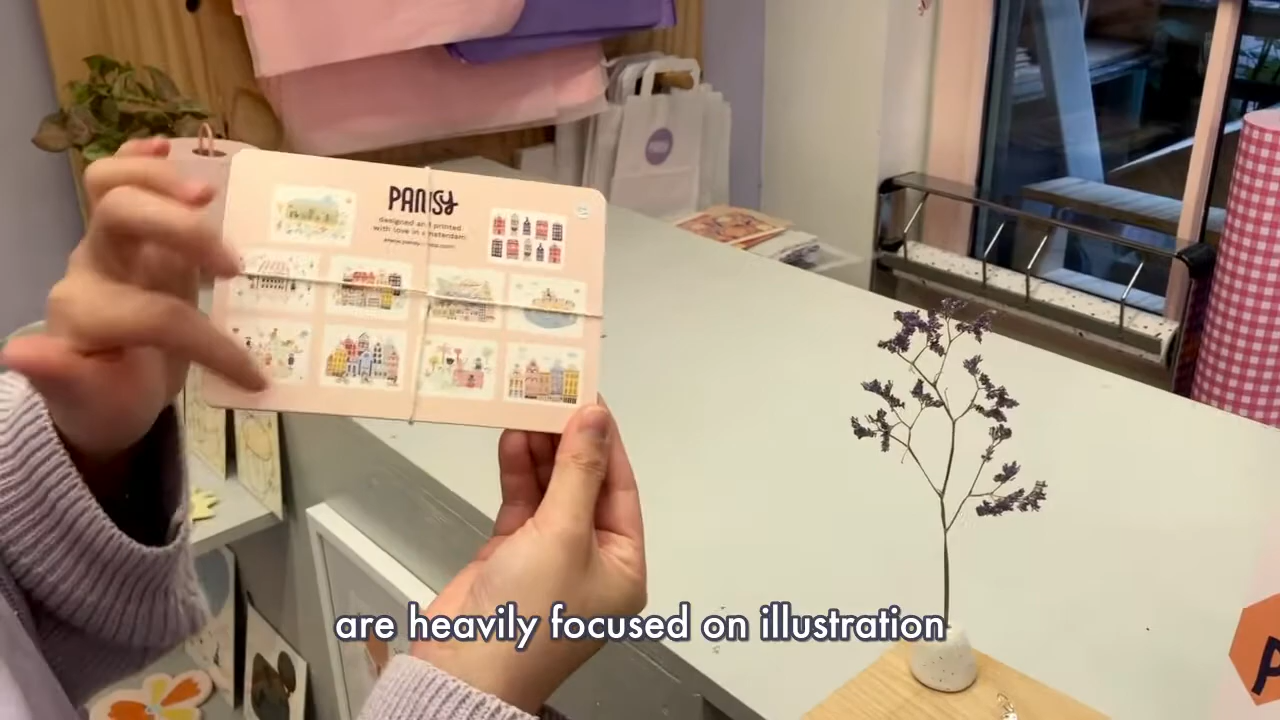 PANSY
designed and printed
with love in amsterdam
are heavily focused on illustration